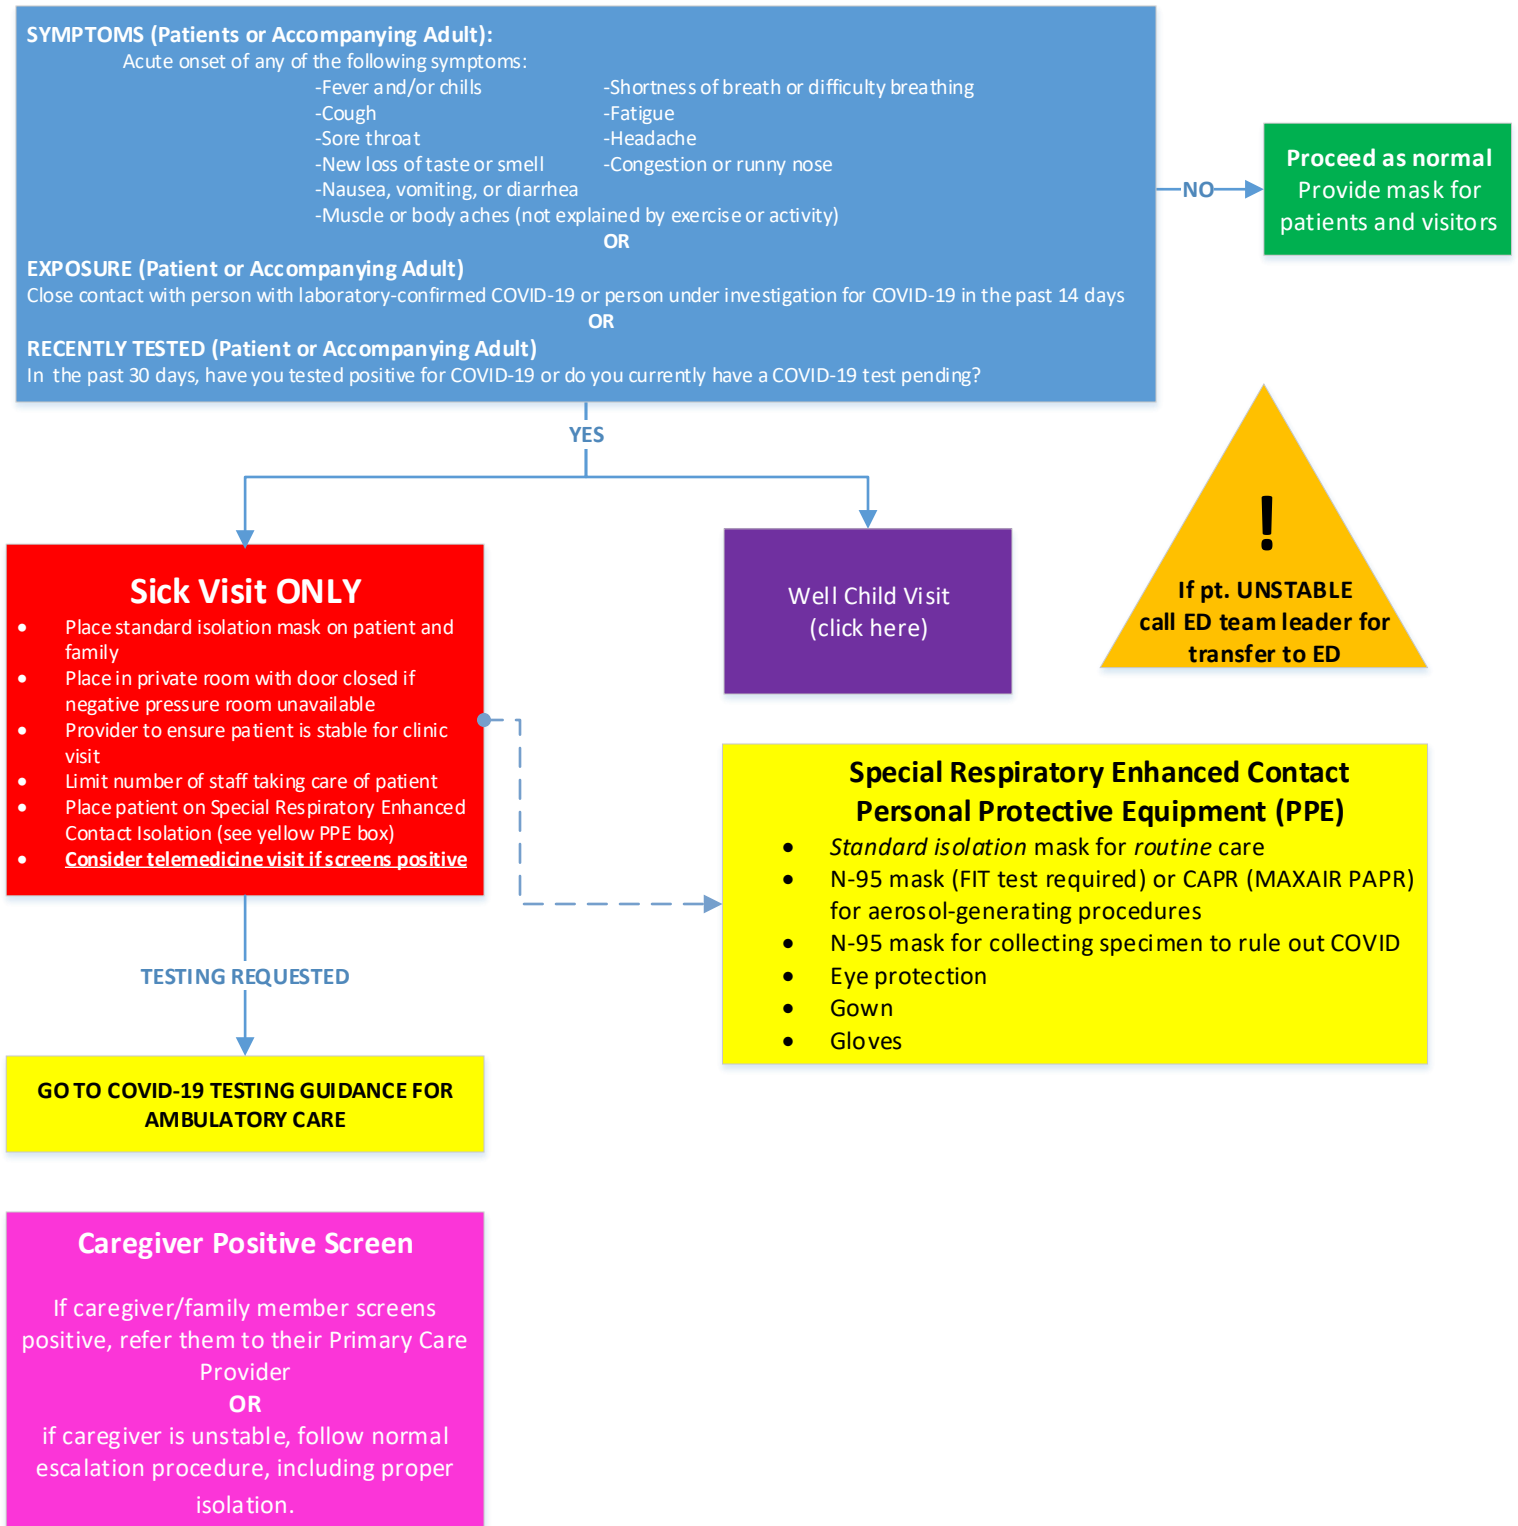 SYMPTOMS (Patients or Accompanying Adult):
Acute onset of any of the following symptoms:
-Fever and/or chills
-Cough
-Sore throat
-New loss of taste or smell
-Nausea, vomiting, or diarrhea
-Muscle or body aches (not explained by exercise or activity)
-Shortness of breath or difficulty breathing
-Fatigue
-Headache
-Congestion or runny nose
OR
EXPOSURE (Patient or Accompanying Adult)
Close contact with person with laboratory-confirmed COVID-19 or person under investigation for COVID-19 in the past 14 days
OR
RECENTLY TESTED (Patient or Accompanying Adult)
In the past 30 days, have you tested positive for COVID-19 or do you currently have a COVID-19 test pending?
NO
Proceed as normal
Provide mask for
patients and visitors
YES
Sick Visit ONLY
• Place standard isolation mask on patient and
family
• Place in private room with door closed if
negative pressure room unavailable
• Provider to ensure patient is stable for clinic
visit
• Limit number of staff taking care of patient
• Place patient on Special Respiratory Enhanced
Contact Isolation (see yellow PPE box)
• Consider telemedicine visit if screens positive
Well Child Visit
(click here)
!
If pt. UNSTABLE
call ED team leader for
transfer to ED
Special Respiratory Enhanced Contact
Personal Protective Equipment (PPE)
• Standard isolation mask for routine care
• N-95 mask (FIT test required) or CAPR (MAXAIR PAPR)
for aerosol-generating procedures
• N-95 mask for collecting specimen to rule out COVID
• Eye protection
• Gown
• Gloves
TESTING REQUESTED
GO TO COVID-19 TESTING GUIDANCE FOR
AMBULATORY CARE
Caregiver Positive Screen
If caregiver/family member screens
positive, refer them to their Primary Care
Provider
OR
if caregiver is unstable, follow normal
escalation procedure, including proper
isolation.